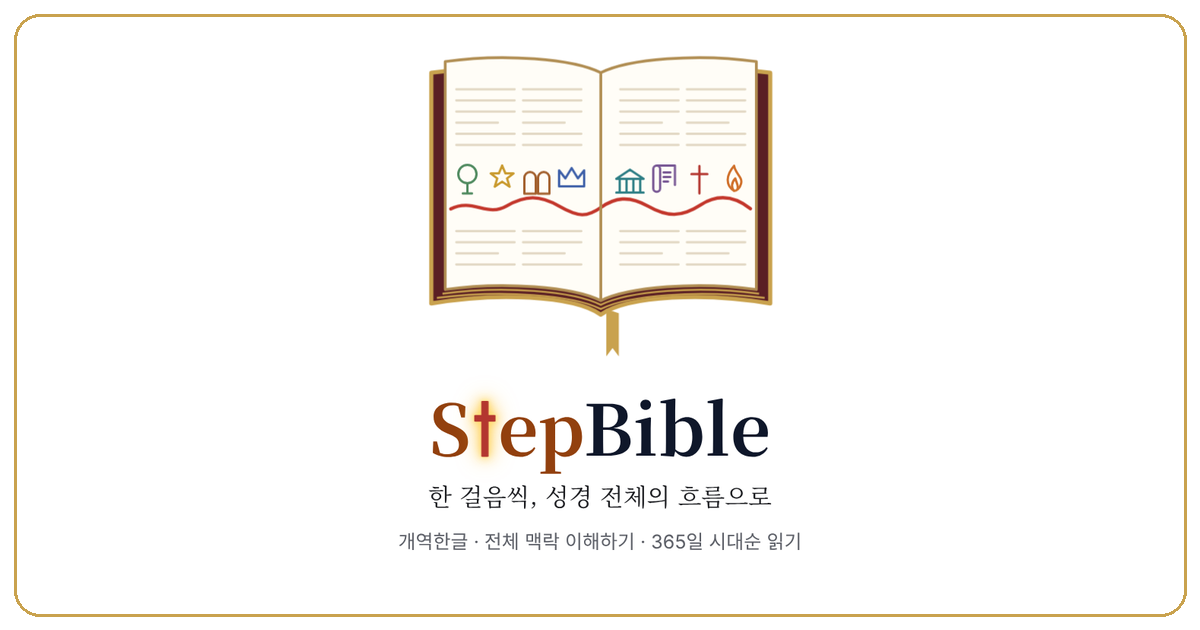 StepBible
한 걸음씩, 성경 전체의 흐름으로
개역한글 · 전체 맥락 이해하기 · 365일 시대순 읽기